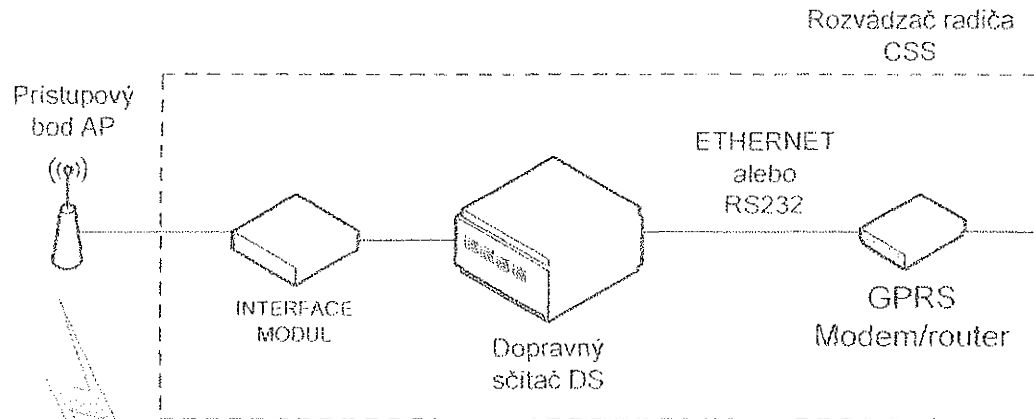 Rozvádzač radiča
CSS
Prístupový
bod AP
ETHERNET
alebo
RS232
INTERFACE
MODUL
GPRS
Modem/router
Dopravný
sčítač DS